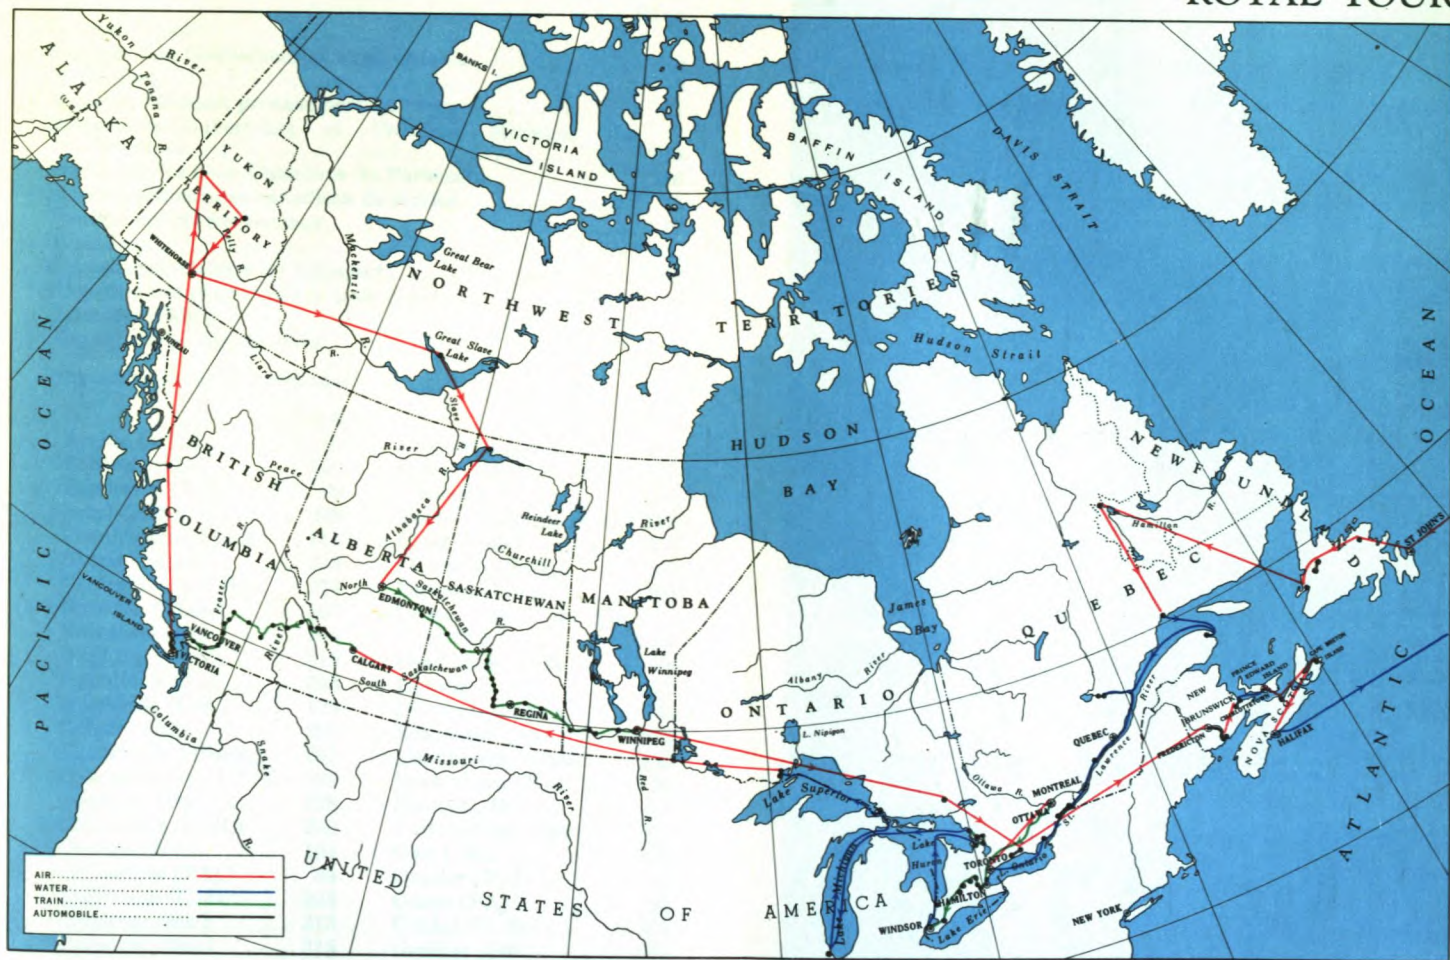 ROYAL TOUR
ALASKA
(U.S.A.)
Yukon River
Tanana R.
YUKON TERRITORY
Pelly R.
WHITEHORSE
Mackenzie R.
Liard R.
JUNEAU
BANKS I.
VICTORIA ISLAND
BAFFIN ISLAND
DAVIS STRAIT
Great Bear Lake
NORTHWEST TERRITORIES
Great Slave Lake
Slave R.
Hudson Strait
HUDSON BAY
PACIFIC OCEAN
BRITISH COLUMBIA
Peace River
Athabasca R.
ALBERTA
Reindeer Lake
Churchill River
North Saskatchewan R.
SASKATCHEWAN
MANITOBA
EDMONTON
VANCOUVER ISLAND
Fraser R.
River
VANCOUVER
VICTORIA
CALGARY
South Saskatchewan
REGINA
Lake Winnipeg
WINNIPEG
Columbia
Snake R.
Missouri River
Red R.
James Bay
Albany River
ONTARIO
L. Nipigon
Lake Superior
Lake Michigan
Lake Huron
Ottawa R.
OTTAWA
MONTREAL
TORONTO
Ontario
HAMILTON
WINDSOR
Lake Erie
NEW YORK
QUEBEC
QUEBEC
St. Lawrence River
NEWFOUNDLAND
Hamilton R.
ST JOHN'S
NEW BRUNSWICK
FREDERICTON
PRINCE EDWARD ISLAND
CHARLOTTETOWN
CAPE BRETON ISLAND
NOVA SCOTIA
HALIFAX
ATLANTIC OCEAN
UNITED STATES OF AMERICA
AIR
WATER
TRAIN
AUTOMOBILE